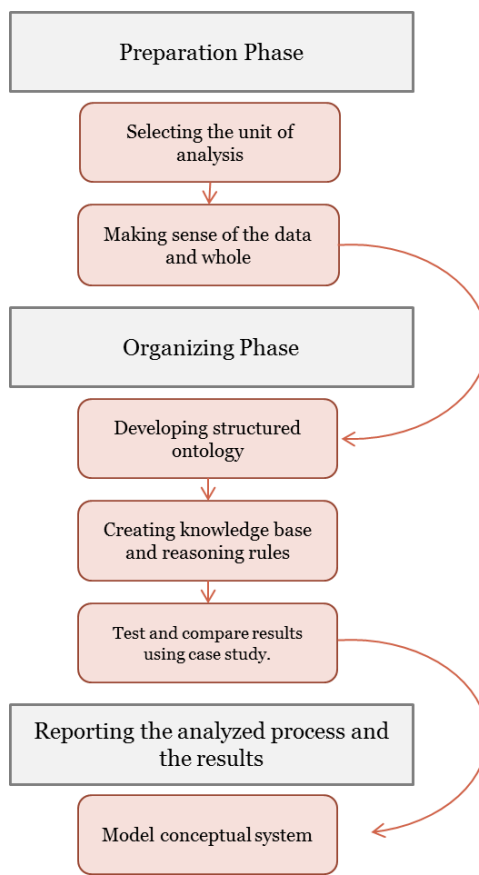 Preparation Phase
Selecting the unit of
analysis
Making sense of the data
and whole
Organizing Phase
Developing structured
ontology
Creating knowledge base
and reasoning rules
Test and compare results
using case study.
Reporting the analyzed process and
the results
Model conceptual system